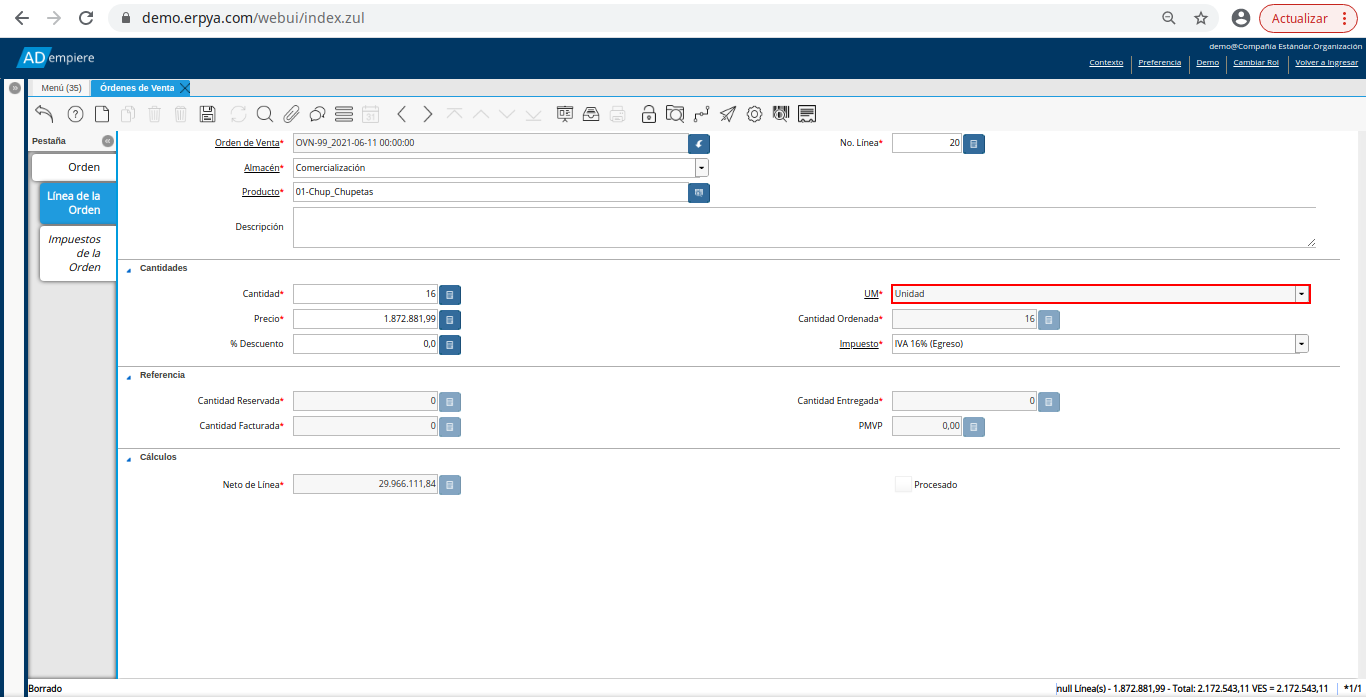 demo.erpya.com/webui/index.zul
Actualizar
ADempiere
demo@Compañía Estándar.Organización
Contexto Preferencia Demo Cambiar Rol Volver a Ingresar
Menú (35) Órdenes de Venta
31
Pestaña
Orden
Línea de la
Orden
Impuestos
de la
Orden
Orden de Venta* OVN-99_2021-06-11 00:00:00 No. Línea* 20
Almacén* Comercialización
Producto* 01-Chup_Chupetas
Descripción
Cantidades
Cantidad* 16 UM* Unidad
Precio* 1.872.881,99 Cantidad Ordenada* 16
% Descuento 0,0 Impuesto* IVA 16% (Egreso)
Referencia
Cantidad Reservada* 0 Cantidad Entregada* 0
Cantidad Facturada* 0 PMVP 0,00
Cálculos
Neto de Línea* 29.966.111,84 Procesado
Borrado null Línea(s) - 1.872.881,99 - Total: 2.172.543,11 VES = 2.172.543,11 *1/1